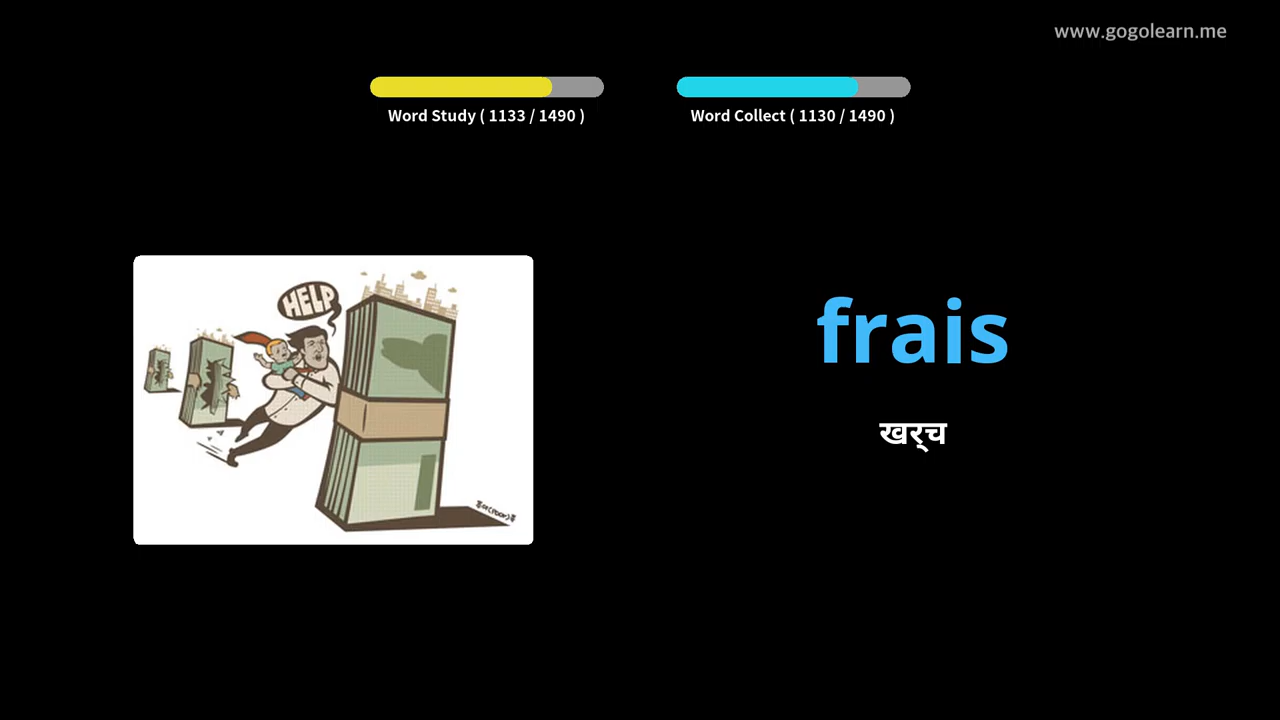 www.gogolearn.me
Word Study ( 1133 / 1490 )
Word Collect ( 1130 / 1490 )
HELP
frais
खर्च